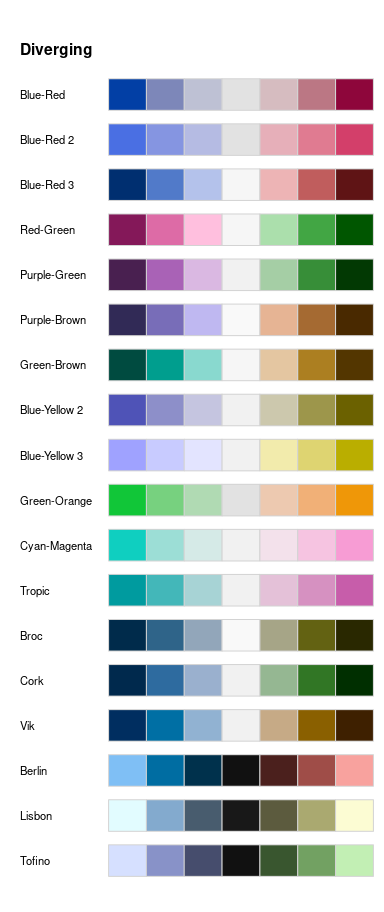 Diverging
Blue-Red
Blue-Red 2
Blue-Red 3
Red-Green
Purple-Green
Purple-Brown
Green-Brown
Blue-Yellow 2
Blue-Yellow 3
Green-Orange
Cyan-Magenta
Tropic
Broc
Cork
Vik
Berlin
Lisbon
Tofino